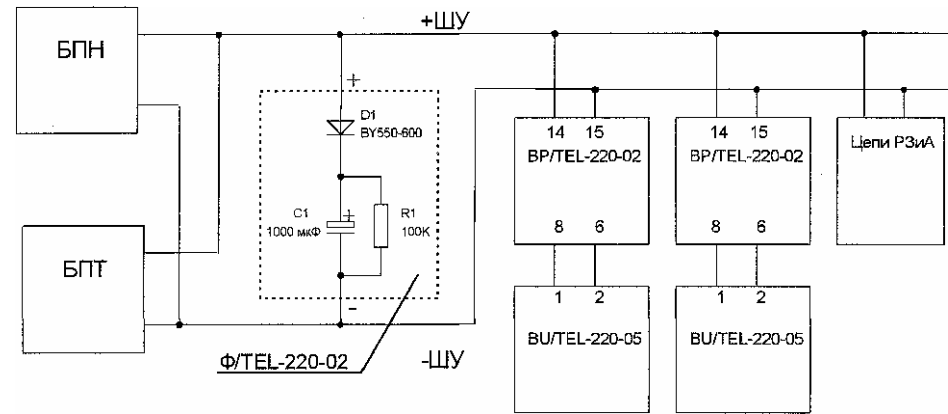 +ШУ
БПН
+
D1
BY550-600
14 15
14 15
BP/TEL-220-02
BP/TEL-220-02
Цепи РЗиА
C1
+
R1
1000 мкФ
100K
8 6
8 6
БПТ
-
1 2
1 2
BU/TEL-220-05
BU/TEL-220-05
Ф/TEL-220-02
-ШУ